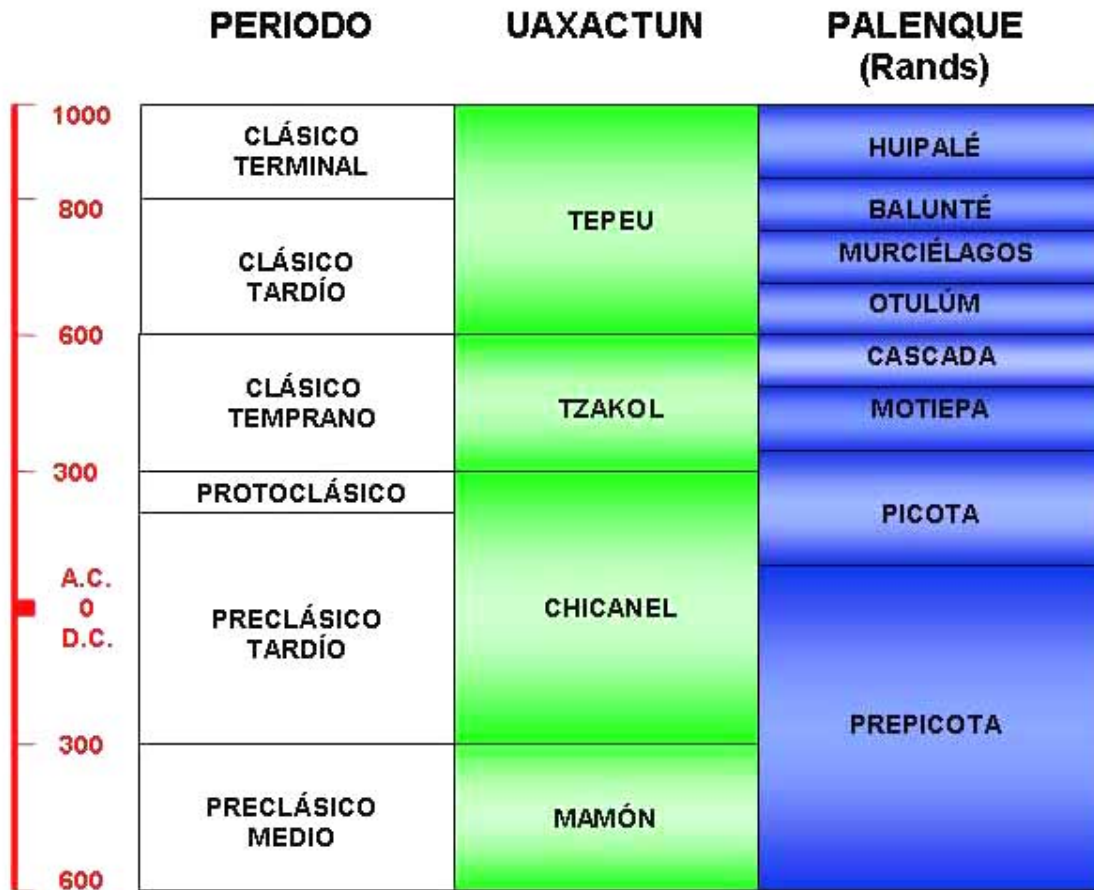 PERIODO
UAXACTUN
PALENQUE
(Rands)
1000
800
600
300
A.C.
0
D.C.
300
600
CLÁSICO
TERMINAL
CLÁSICO
TARDÍO
CLÁSICO
TEMPRANO
PROTOCLÁSICO
PRECLÁSICO
TARDÍO
PRECLÁSICO
MEDIO
TEPEU
TZAKOL
CHICANEL
MAMÓN
HUIPALÉ
BALUNTÉ
MURCIÉLAGOS
OTULÚM
CASCADA
MOTIEPA
PICOTA
PREPICOTA